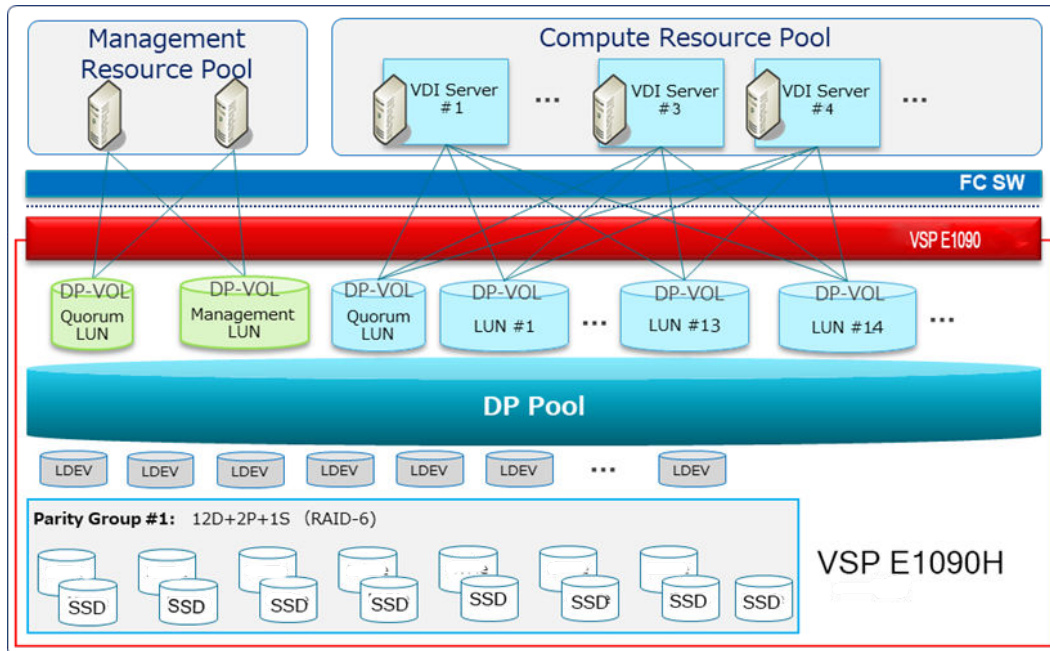 Management
Resource Pool
Compute Resource Pool
VDI Server
#1
...
VDI Server
#3
VDI Server
#4
...
FC SW
VSP E1090
DP-VOL
Quorum
LUN
DP-VOL
Management
LUN
DP-VOL
Quorum
LUN
DP-VOL
LUN #1
...
DP-VOL
LUN #13
DP-VOL
LUN #14
...
DP Pool
LDEV
LDEV
LDEV
LDEV
LDEV
LDEV
...
LDEV
Parity Group #1: 12D+2P+1S (RAID-6)
SSD
SSD
SSD
SSD
SSD
SSD
SSD
SSD
VSP E1090H